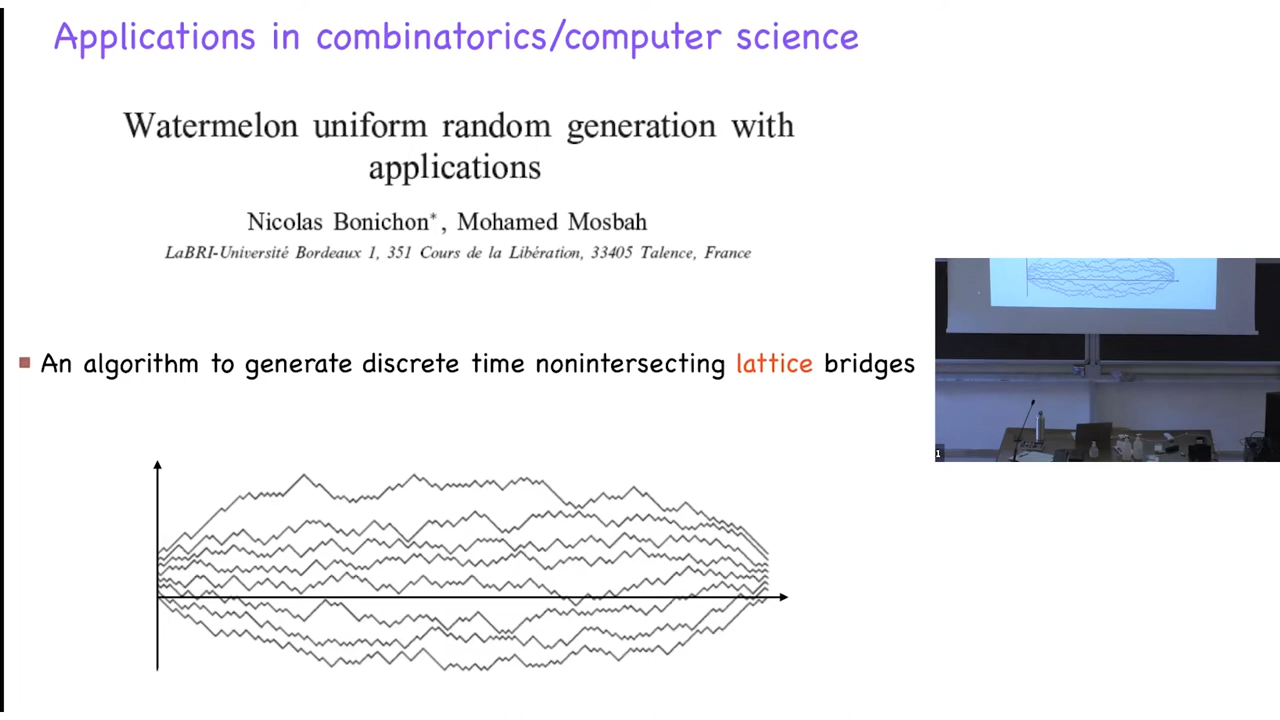 Applications in combinatorics/computer science
Watermelon uniform random generation with
applications
Nicolas Bonichon*, Mohamed Mosbah
LaBRI-Université Bordeaux 1, 351 Cours de la Libération, 33405 Talence, France
An algorithm to generate discrete time nonintersecting lattice bridges
1